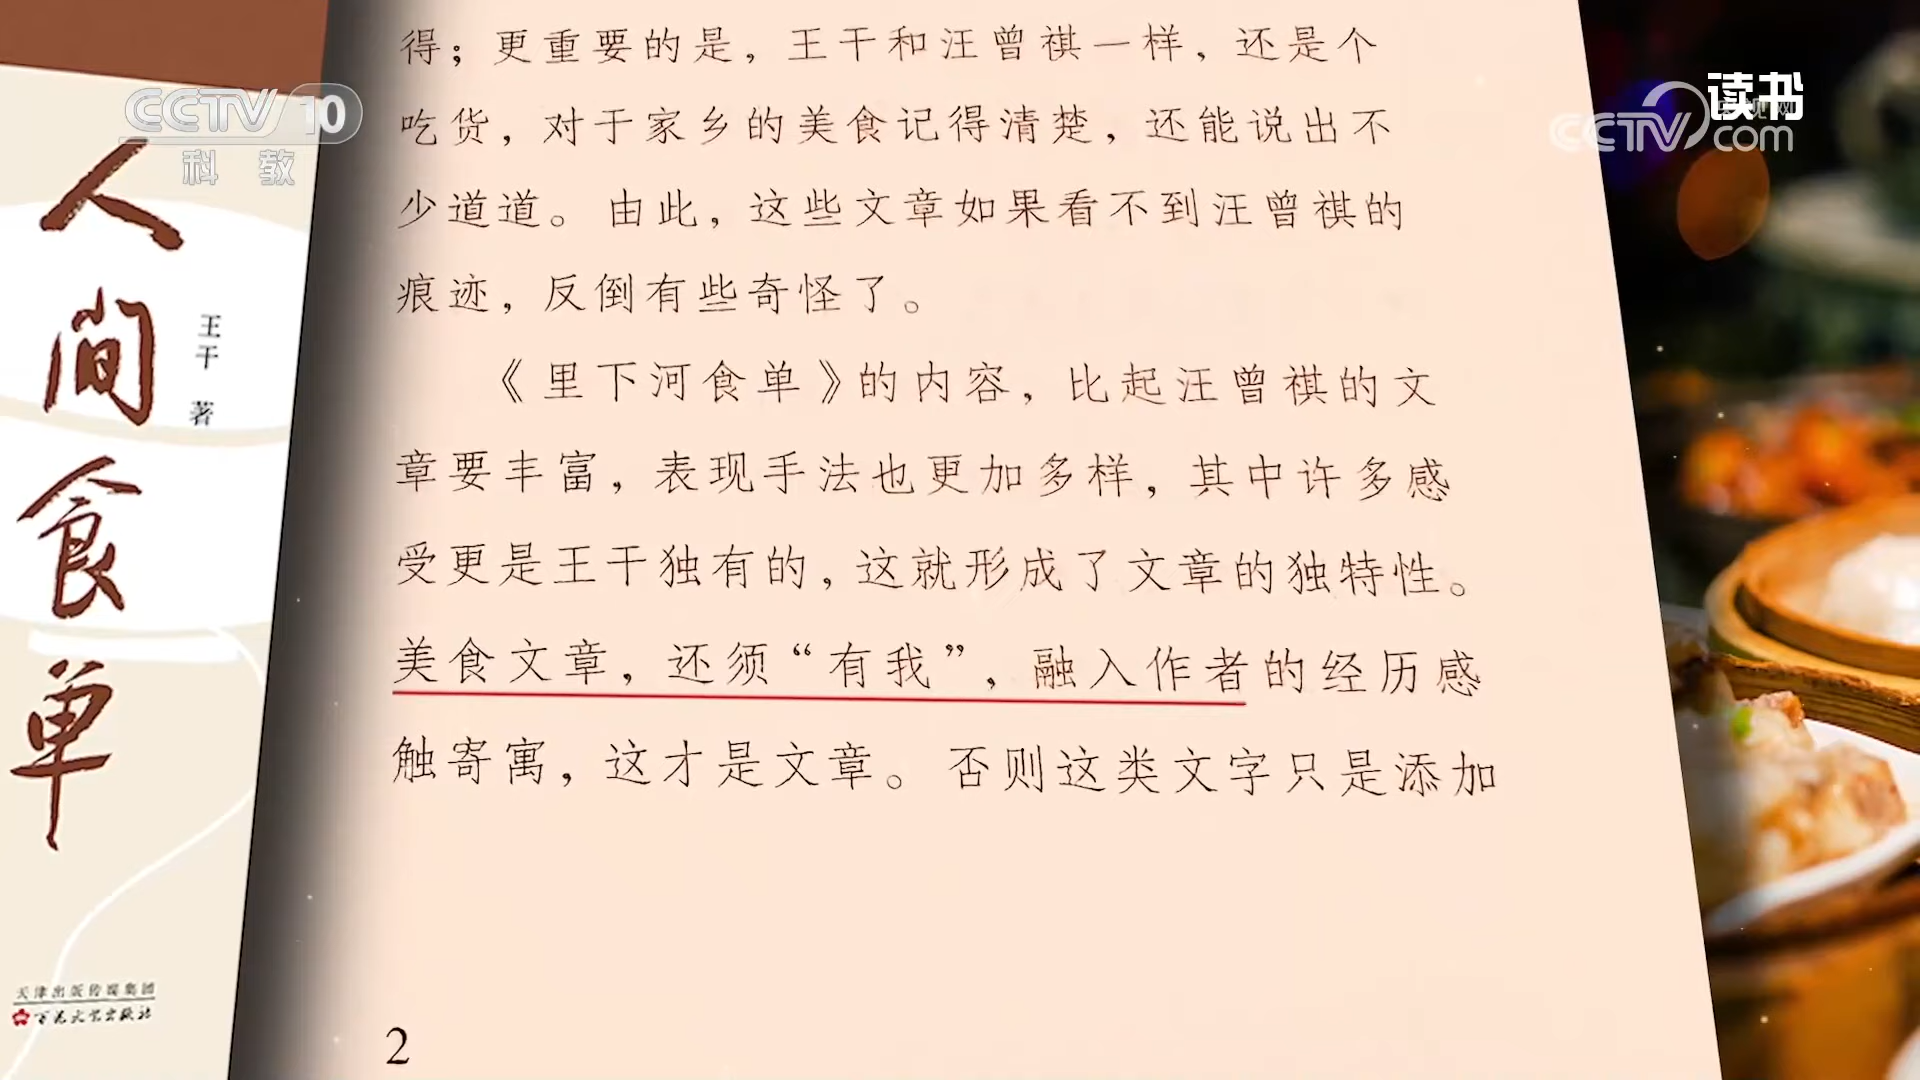 CCTV 10
科教
读书
CCTV.com
人间食单
王干 著
天津出版传媒集团
百花文艺出版社
得；更重要的是，王干和汪曾祺一样，还是个
吃货，对于家乡的美食记得清楚，还能说出不
少道道。由此，这些文章如果看不到汪曾祺的
痕迹，反倒有些奇怪了。
《里下河食单》的内容，比起汪曾祺的文
章要丰富，表现手法也更加多样，其中许多感
受更是王干独有的，这就形成了文章的独特性。
美食文章，还须“有我”，融入作者的经历感
触寄寓，这才是文章。否则这类文字只是添加
2